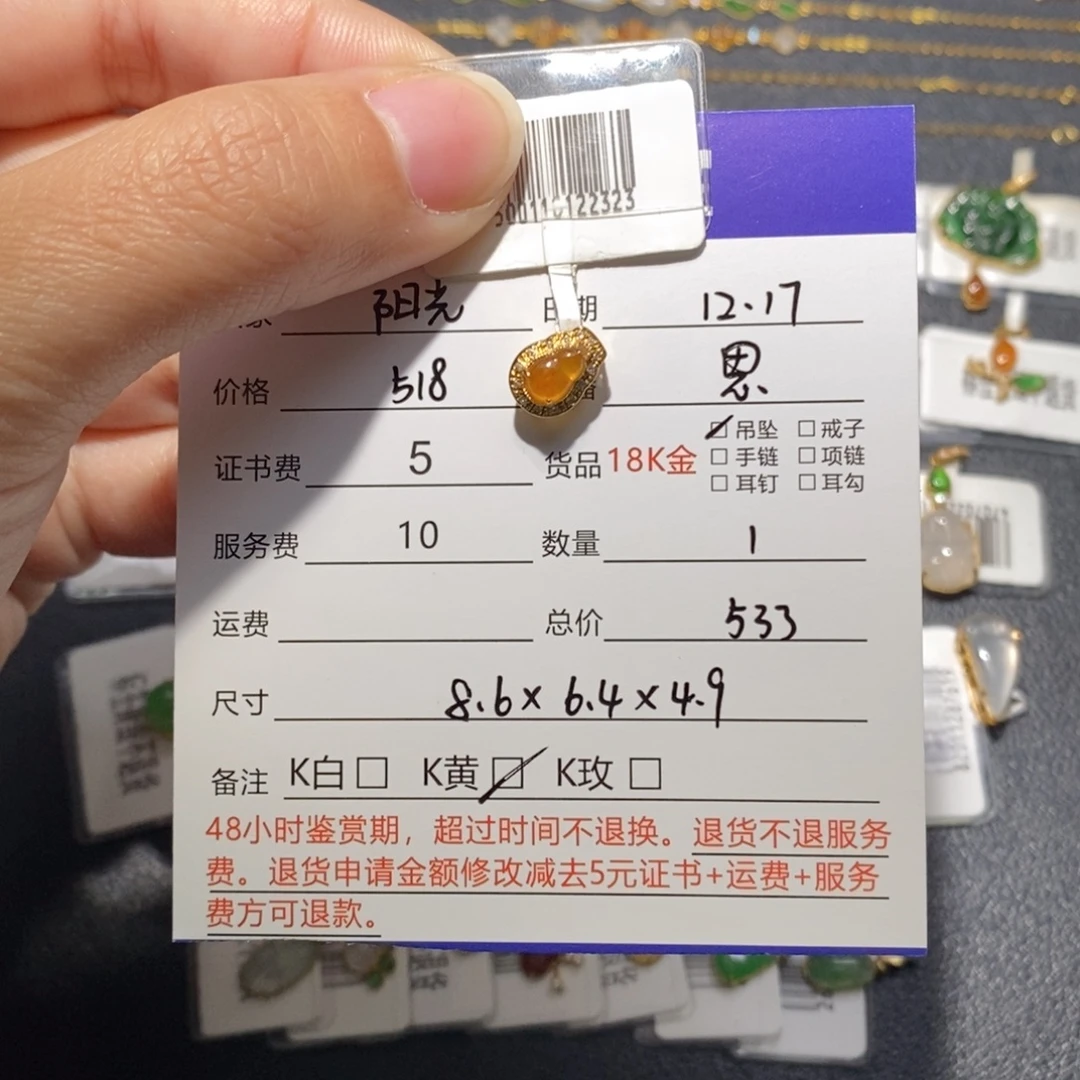 122323
阳光 日期 12.17
价格 518 思
证书费 5 货品 18K金 吊坠 戒子
手链 项链
耳钉 耳勾
服务费 10 数量 1
运费 总价 533
尺寸 8.6x 6.4x4.9
备注 K白 K黄 K玫
48小时鉴赏期，超过时间不退换。退货不退服务
费。退货申请金额修改减去5元证书+运费+服务
费方可退款。